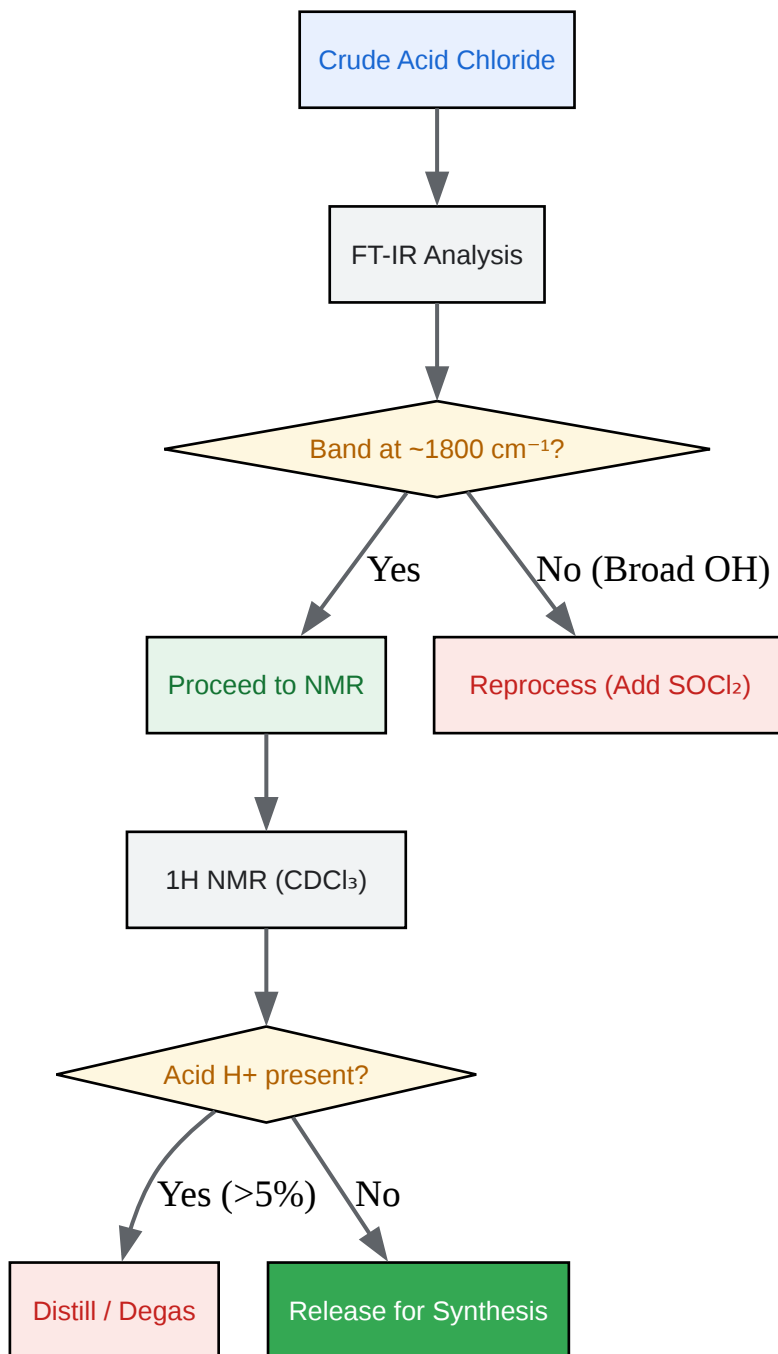 Crude Acid Chloride
FT-IR Analysis
Band at ~1800 cm⁻¹?
Yes
No (Broad OH)
Proceed to NMR
Reprocess (Add SOCl₂)
1H NMR (CDCl₃)
Acid H+ present?
Yes (>5%)
No
Distill / Degas
Release for Synthesis